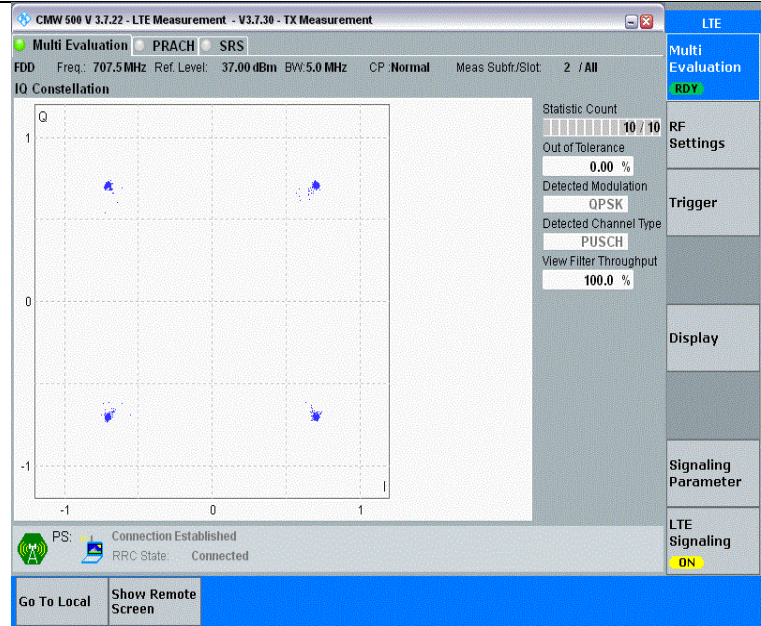 CMW 500 V 3.7.22 - LTE Measurement - V3.7.30 - TX Measurement
LTE
Multi Evaluation PRACH SRS
FDD Freq.: 707.5 MHz Ref. Level: 37.00 dBm BW: 5.0 MHz CP : Normal Meas Subfr./Slot: 2 / All
IQ Constellation
Q
1
0
-1
I
-1 0 1
Statistic Count
10 / 10
Out of Tolerance
0.00 %
Detected Modulation
QPSK
Detected Channel Type
PUSCH
View Filter Throughput
100.0 %
Multi
Evaluation
RDY
RF
Settings
Trigger
Display
Signaling
Parameter
LTE
Signaling
ON
PS: Connection Established
RRC State: Connected
Go To Local
Show Remote
Screen